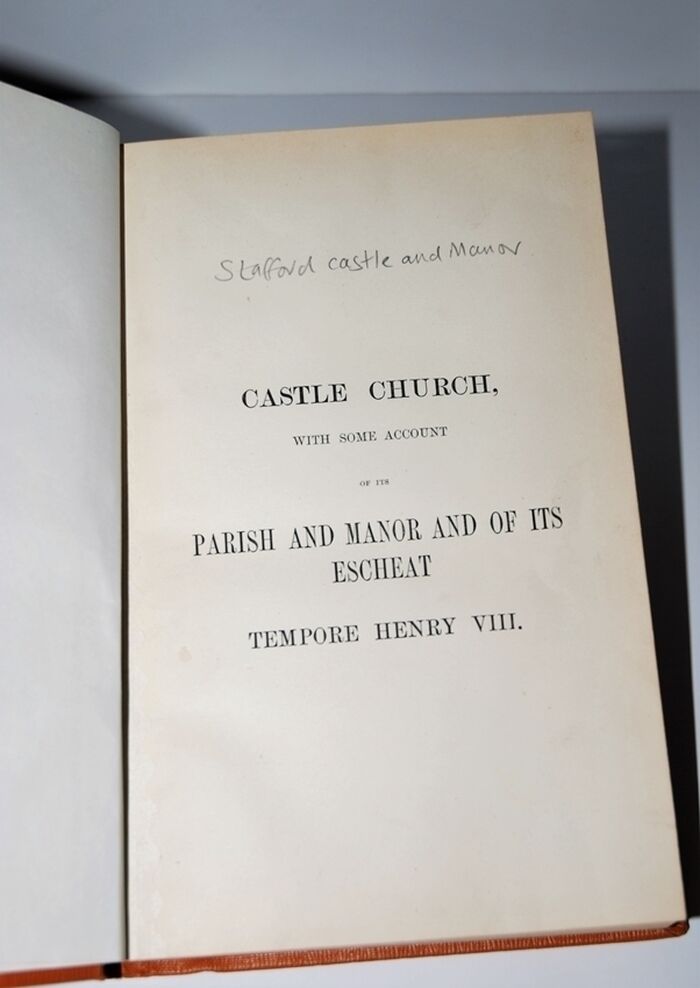 Stafford castle and Manor
CASTLE CHURCH,
WITH SOME ACCOUNT
OF ITS
PARISH AND MANOR AND OF ITS
ESCHEAT
TEMPORE HENRY VIII.